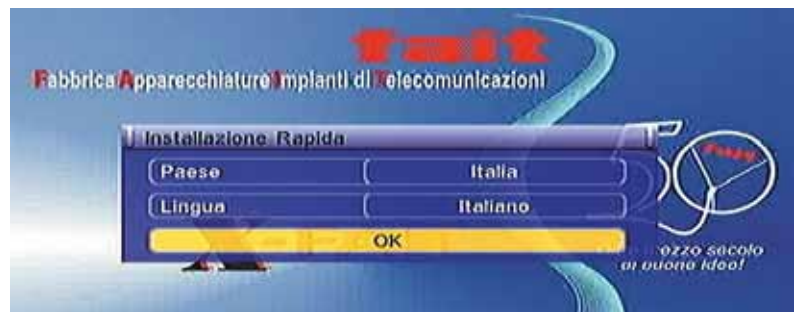 fait
Fabbrica Apparecchiature Impianti di Telecomunicazioni
Installazione Rapida
Paese Italia
Lingua Italiano
OK
ezzo secolo
di buone Idee!